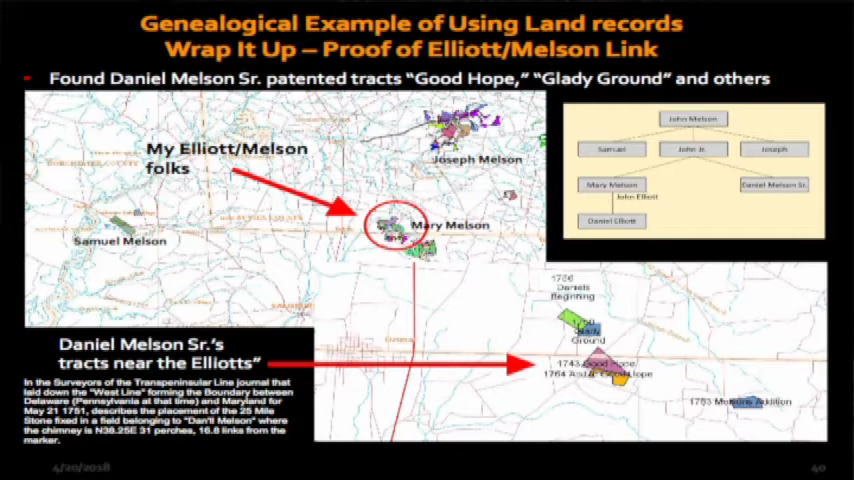 Genealogical Example of Using Land records
Wrap It Up – Proof of Elliott/Melson Link
Found Daniel Melson Sr. patented tracts “Good Hope,” “Glady Ground” and others
My Elliott/Melson
folks
Joseph Melson
Mary Melson
Samuel Melson
John Melson
Samuel
John Jr.
Joseph
Mary Melson
Daniel Melson Sr.
John Elliott
Daniel Elliott
Daniel Melson Sr.’s
tracts near the Elliotts”
In the Surveyors of the Transpeninsular Line journal that
laid down the "West Line" forming the Boundary between
Delaware (Pennsylvania at that time) and Maryland for
May 21 1751, describes the placement of the 25 Mile
Stone fixed in a field belonging to "Dan'll Melson" where
the chimney is N38.25E 31 perches, 16.8 links from the
marker.
Daniels
Beginning
Glady
Ground
1743 Good Hope
1764
Hope
1783
Addition
4/20/2018
40